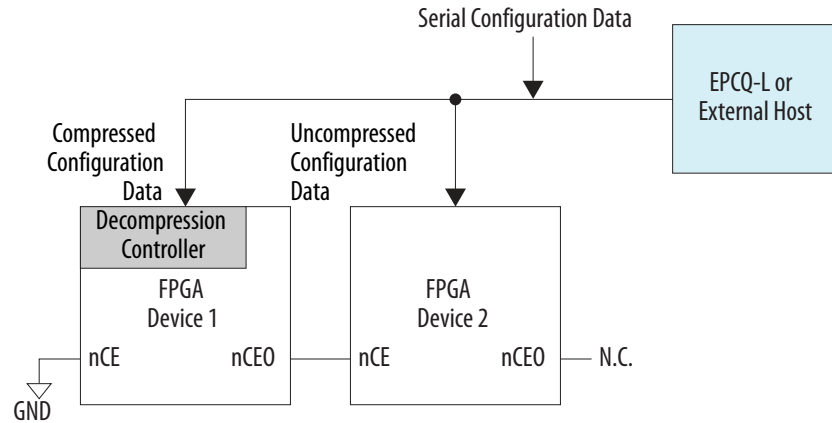 Serial Configuration Data
EPCQ-L or
External Host
Compressed
Configuration
Data
Uncompressed
Configuration
Data
Decompression
Controller
FPGA
Device 1
FPGA
Device 2
nCE
nCEO
nCE
nCEO
N.C.
GND